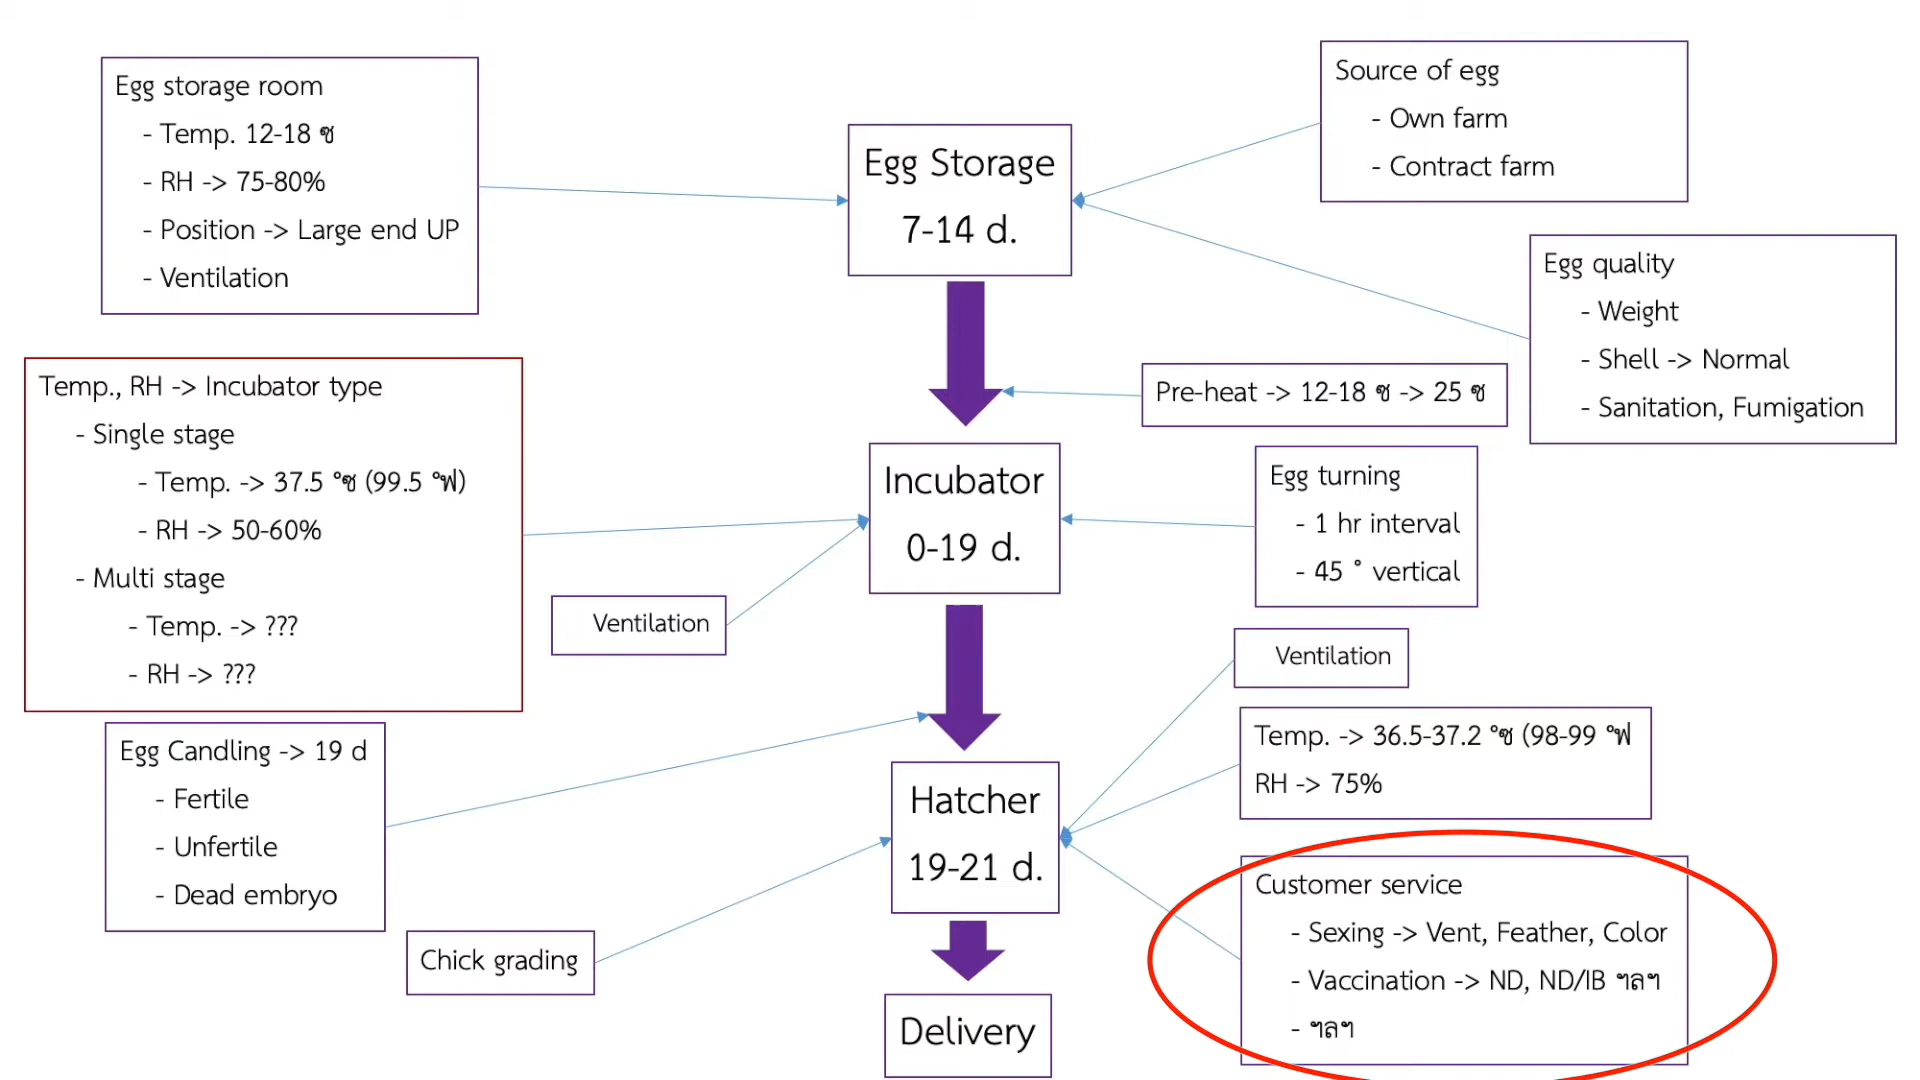 Egg storage room
- Temp. 12-18 ซ
- RH -> 75-80%
- Position -> Large end UP
- Ventilation
Source of egg
- Own farm
- Contract farm
Egg Storage
7-14 d.
Egg quality
- Weight
- Shell -> Normal
- Sanitation, Fumigation
Pre-heat -> 12-18 ซ -> 25 ซ
Temp., RH -> Incubator type
- Single stage
- Temp. -> 37.5 °ซ (99.5 °ฟ)
- RH -> 50-60%
- Multi stage
- Temp. -> ???
- RH -> ???
Incubator
0-19 d.
Egg turning
- 1 hr interval
- 45 ° vertical
Ventilation
Ventilation
Temp. -> 36.5-37.2 °ซ (98-99 °ฟ
RH -> 75%
Egg Candling -> 19 d
- Fertile
- Unfertile
- Dead embryo
Hatcher
19-21 d.
Chick grading
Customer service
- Sexing -> Vent, Feather, Color
- Vaccination -> ND, ND/IB ฯลฯ
- ฯลฯ
Delivery